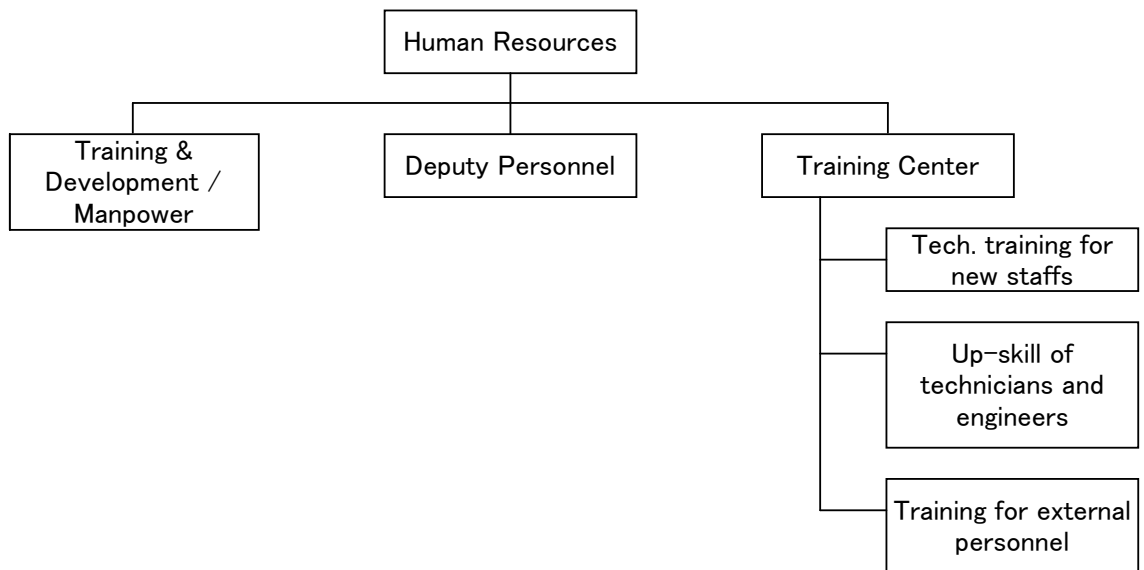 Human Resources
Training &
Development /
Manpower
Deputy Personnel
Training Center
Tech. training for
new staffs
Up-skill of
technicians and
engineers
Training for external
personnel